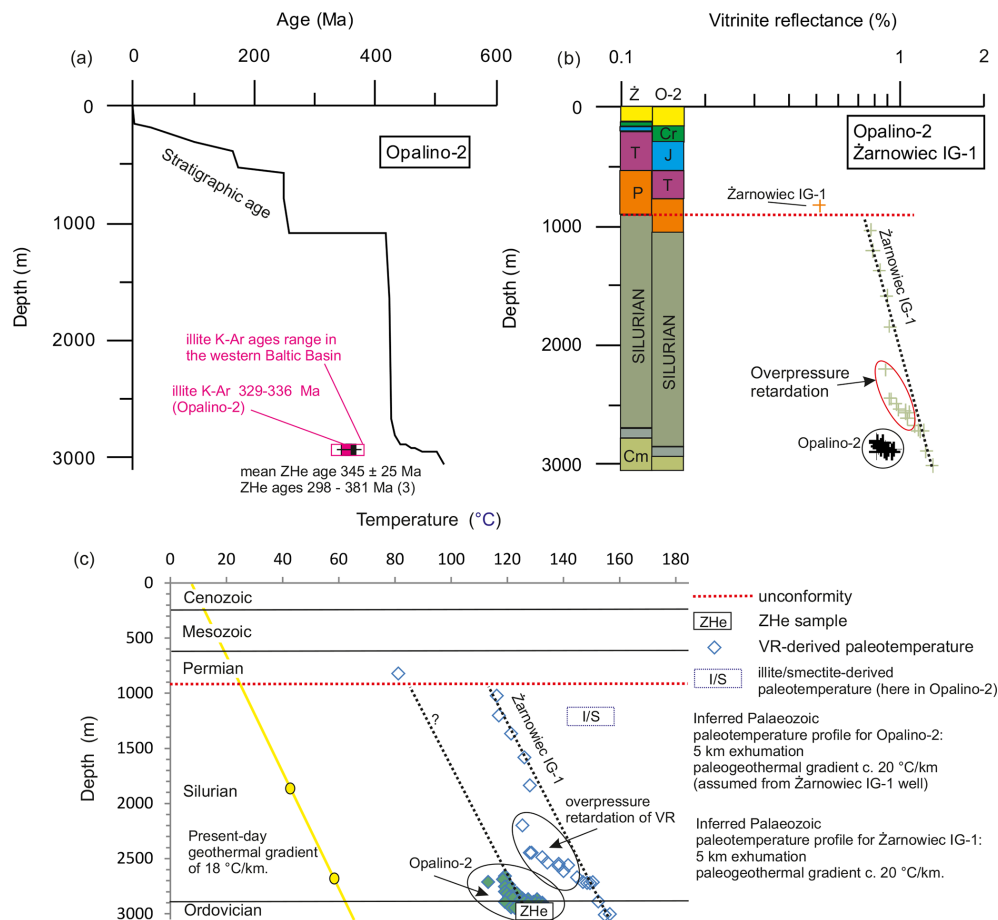 Age (Ma)
(a)
0
200
400
600
0
1000
2000
3000
Depth (m)
Opalino-2
Stratigraphic age
illite K-Ar ages range in
the western Baltic Basin
illite K-Ar 329-336 Ma
(Opalino-2)
mean ZHe age 345 ± 25 Ma
ZHe ages 298 - 381 Ma (3)
Vitrinite reflectance (%)
(b)
0.1
1
2
Ż
O-2
0
1000
2000
3000
Depth (m)
Opalino-2
Żarnowiec IG-1
Cr
T
J
P
T
SILURIAN
SILURIAN
Cm
Żarnowiec IG-1
Żarnowiec IG-1
Overpressure
retardation
Opalino-2
Temperature (°C)
(c)
0
20
40
60
80
100
120
140
160
180
0
500
1000
1500
2000
2500
3000
Depth (m)
Cenozoic
Mesozoic
Permian
Silurian
Ordovician
Present-day
geothermal gradient
of 18 °C/km.
?
Żarnowiec IG-1
I/S
overpressure
retardation of VR
Opalino-2
ZHe
unconformity
ZHe
ZHe sample
VR-derived paleotemperature
I/S
illite/smectite-derived
paleotemperature (here in Opalino-2)
Inferred Palaeozoic
paleotemperature profile for Opalino-2:
5 km exhumation
paleogeothermal gradient c. 20 °C/km
(assumed from Żarnowiec IG-1 well)
Inferred Palaeozoic
paleotemperature profile for Żarnowiec IG-1:
5 km exhumation
paleogeothermal gradient c. 20 °C/km.